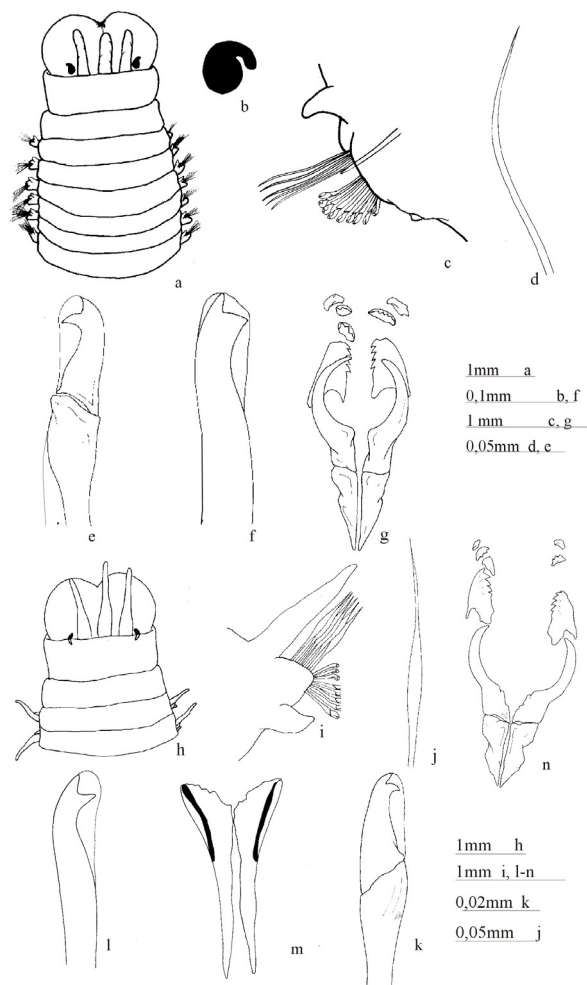 a
b
c
d
e
f
g
1mm a
0,1mm b, f
1 mm c, g
0,05mm d, e
h
i
j
n
l
m
k
1mm h
1mm i, l-n
0,02mm k
0,05mm j